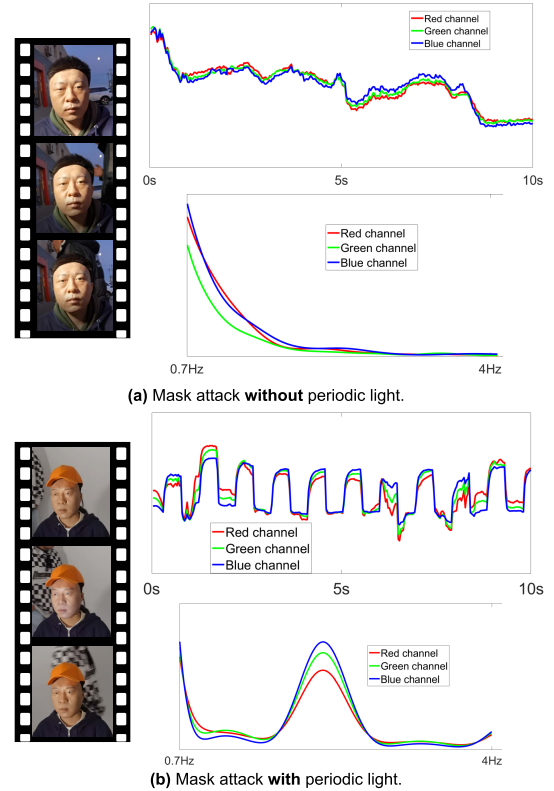 Red channel
Green channel
Blue channel
0s 5s 10s
Red channel
Green channel
Blue channel
0.7Hz 4Hz
(a) Mask attack without periodic light.
Red channel
Green channel
Blue channel
0s 5s 10s
Red channel
Green channel
Blue channel
0.7Hz 4Hz
(b) Mask attack with periodic light.